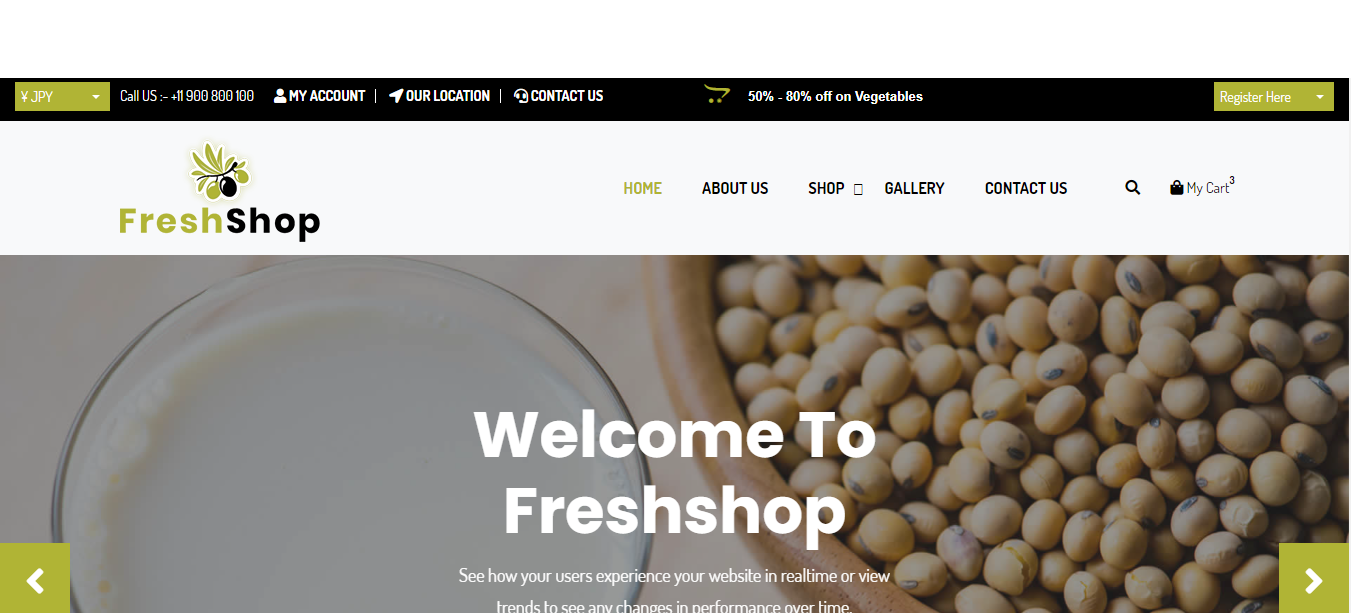 ¥ JPY
Call US :- +11 900 800 100
MY ACCOUNT
OUR LOCATION
CONTACT US
50% - 80% off on Vegetables
Register Here
FreshShop
HOME
ABOUT US
SHOP
GALLERY
CONTACT US
My Cart 3
Welcome To
Freshshop
See how your users experience your website in realtime or view
trends to see any changes in performance over time.